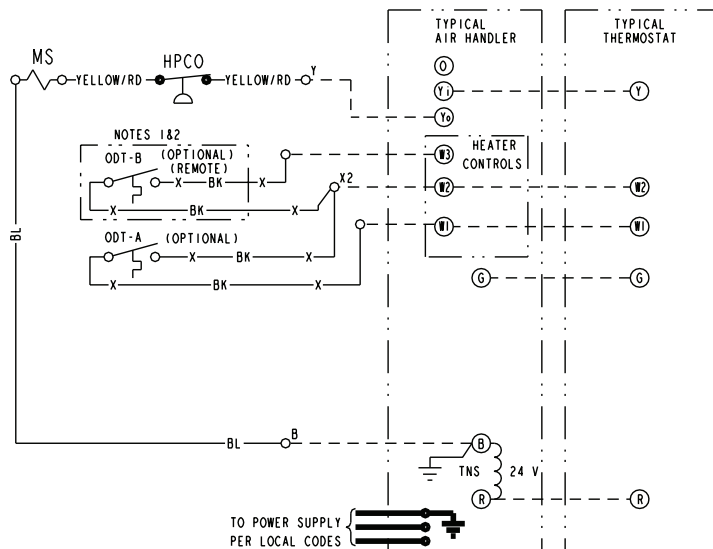 TYPICAL
AIR HANDLER
TYPICAL
THERMOSTAT
MS
HPCO
YELLOW/RD
YELLOW/RD
Y
O
Yi
Y
Yo
NOTES 1&2
ODT-B
(OPTIONAL)
(REMOTE)
X
BK
X
X
BK
X
X2
W3
HEATER
CONTROLS
W2
W2
W1
W1
ODT-A
(OPTIONAL)
X
BK
X
X
BK
X
G
G
BL
BL
B
B
TNS
24 V
R
R
TO POWER SUPPLY
PER LOCAL CODES